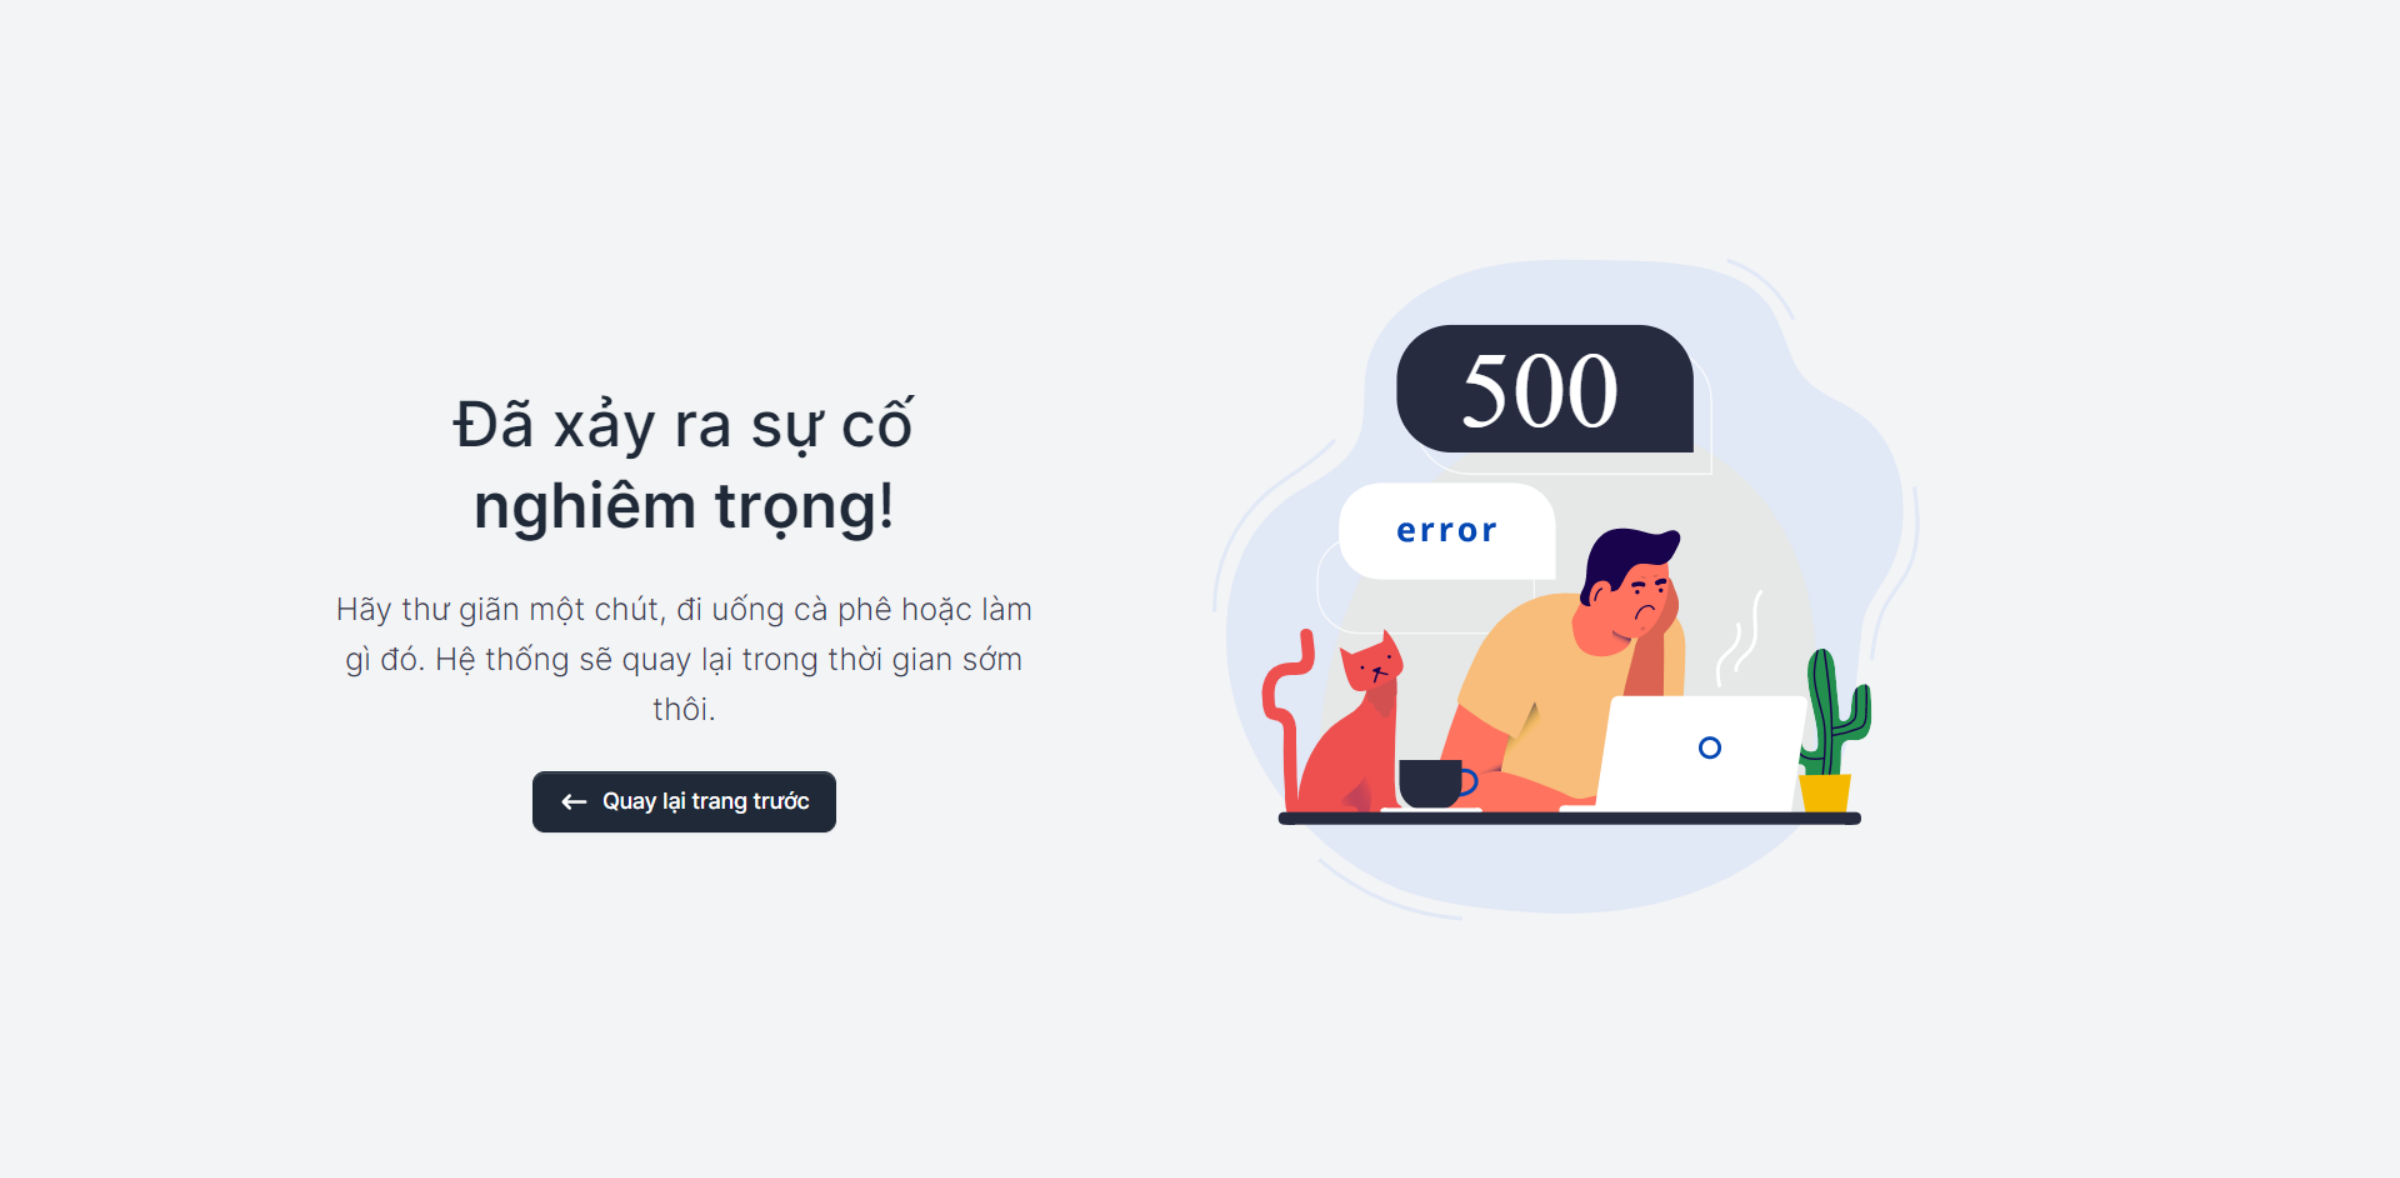 Đã xảy ra sự cố
nghiêm trọng!
Hãy thư giãn một chút, đi uống cà phê hoặc làm
gì đó. Hệ thống sẽ quay lại trong thời gian sớm
thôi.
Quay lại trang trước
500
error